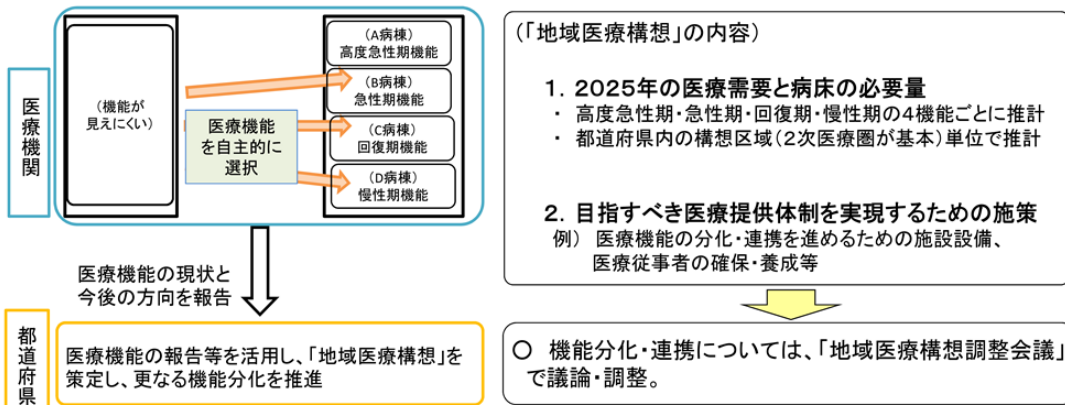 医療機関
(機能が
見えにくい)
医療機能
を自主的に
選択
(A病棟)
高度急性期機能
(B病棟)
急性期機能
(C病棟)
回復期機能
(D病棟)
慢性期機能
医療機能の現状と
今後の方向を報告
都道府県
医療機能の報告等を活用し、「地域医療構想」を
策定し、更なる機能分化を推進
(「地域医療構想」の内容)
1. 2025年の医療需要と病床の必要量
・ 高度急性期・急性期・回復期・慢性期の4機能ごとに推計
・ 都道府県内の構想区域(2次医療圏が基本)単位で推計
2. 目指すべき医療提供体制を実現するための施策
例) 医療機能の分化・連携を進めるための施設設備、
医療従事者の確保・養成等
○ 機能分化・連携については、「地域医療構想調整会議」
で議論・調整。